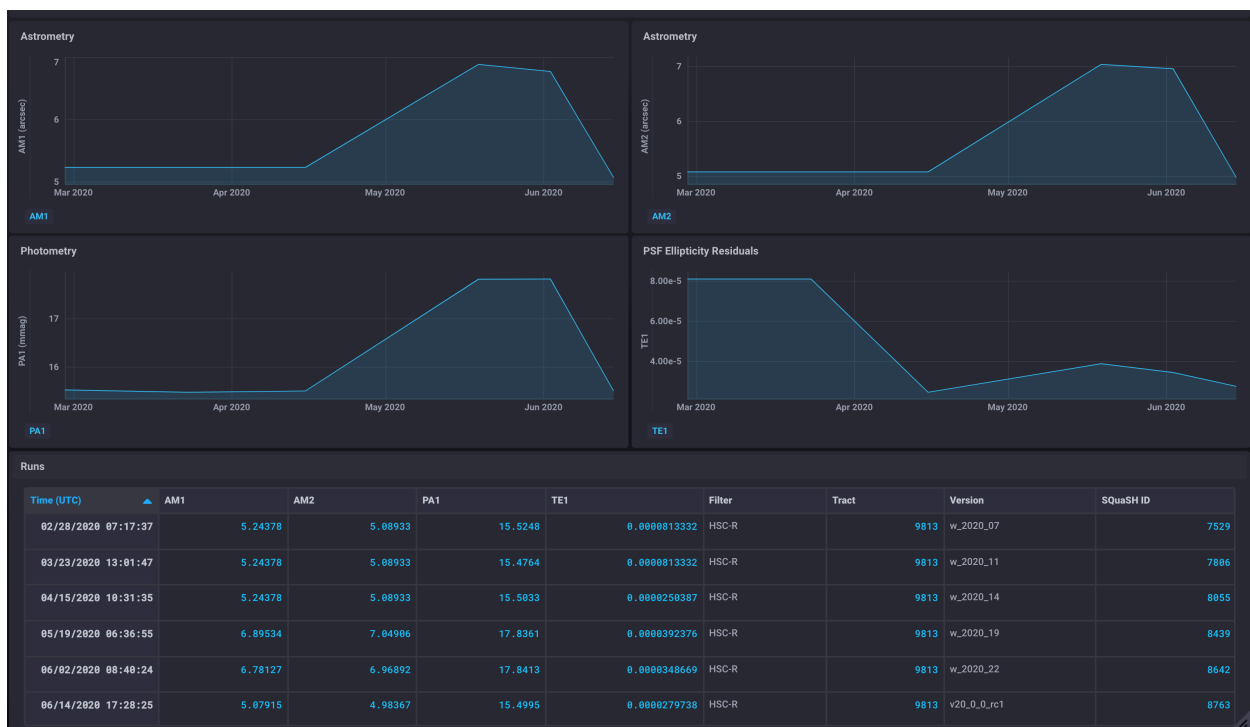 Astrometry
7
6
5
AM1 (arcsec)
Mar 2020 Apr 2020 May 2020 Jun 2020
AM1
Astrometry
7
6
5
AM2 (arcsec)
Mar 2020 Apr 2020 May 2020 Jun 2020
AM2
Photometry
17
16
PA1 (mmag)
Mar 2020 Apr 2020 May 2020 Jun 2020
PA1
PSF Ellipticity Residuals
8.00e-5
6.00e-5
4.00e-5
TE1
Mar 2020 Apr 2020 May 2020 Jun 2020
TE1
Runs
Time (UTC) AM1 AM2 PA1 TE1 Filter Tract Version SQuaSH ID
02/28/2020 07:17:37 5.24378 5.08933 15.5248 0.0000813332 HSC-R 9813 w_2020_07 7529
03/23/2020 13:01:47 5.24378 5.08933 15.4764 0.0000813332 HSC-R 9813 w_2020_11 7806
04/15/2020 10:31:35 5.24378 5.08933 15.5033 0.0000250387 HSC-R 9813 w_2020_14 8055
05/19/2020 06:36:55 6.89534 7.04906 17.8361 0.0000392376 HSC-R 9813 w_2020_19 8439
06/02/2020 08:40:24 6.78127 6.96892 17.8413 0.0000348669 HSC-R 9813 w_2020_22 8642
06/14/2020 17:28:25 5.07915 4.98367 15.4995 0.0000279738 HSC-R 9813 v20_0_0_rc1 8763